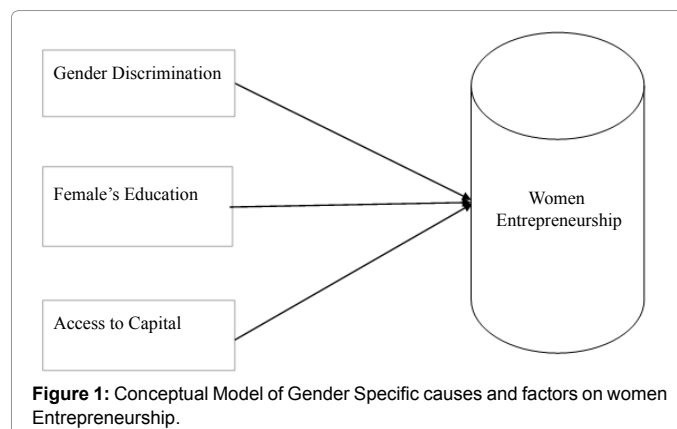 Gender Discrimination
Female’s Education
Access to Capital
Women
Entrepreneurship
Figure 1: Conceptual Model of Gender Specific causes and factors on women
Entrepreneurship.